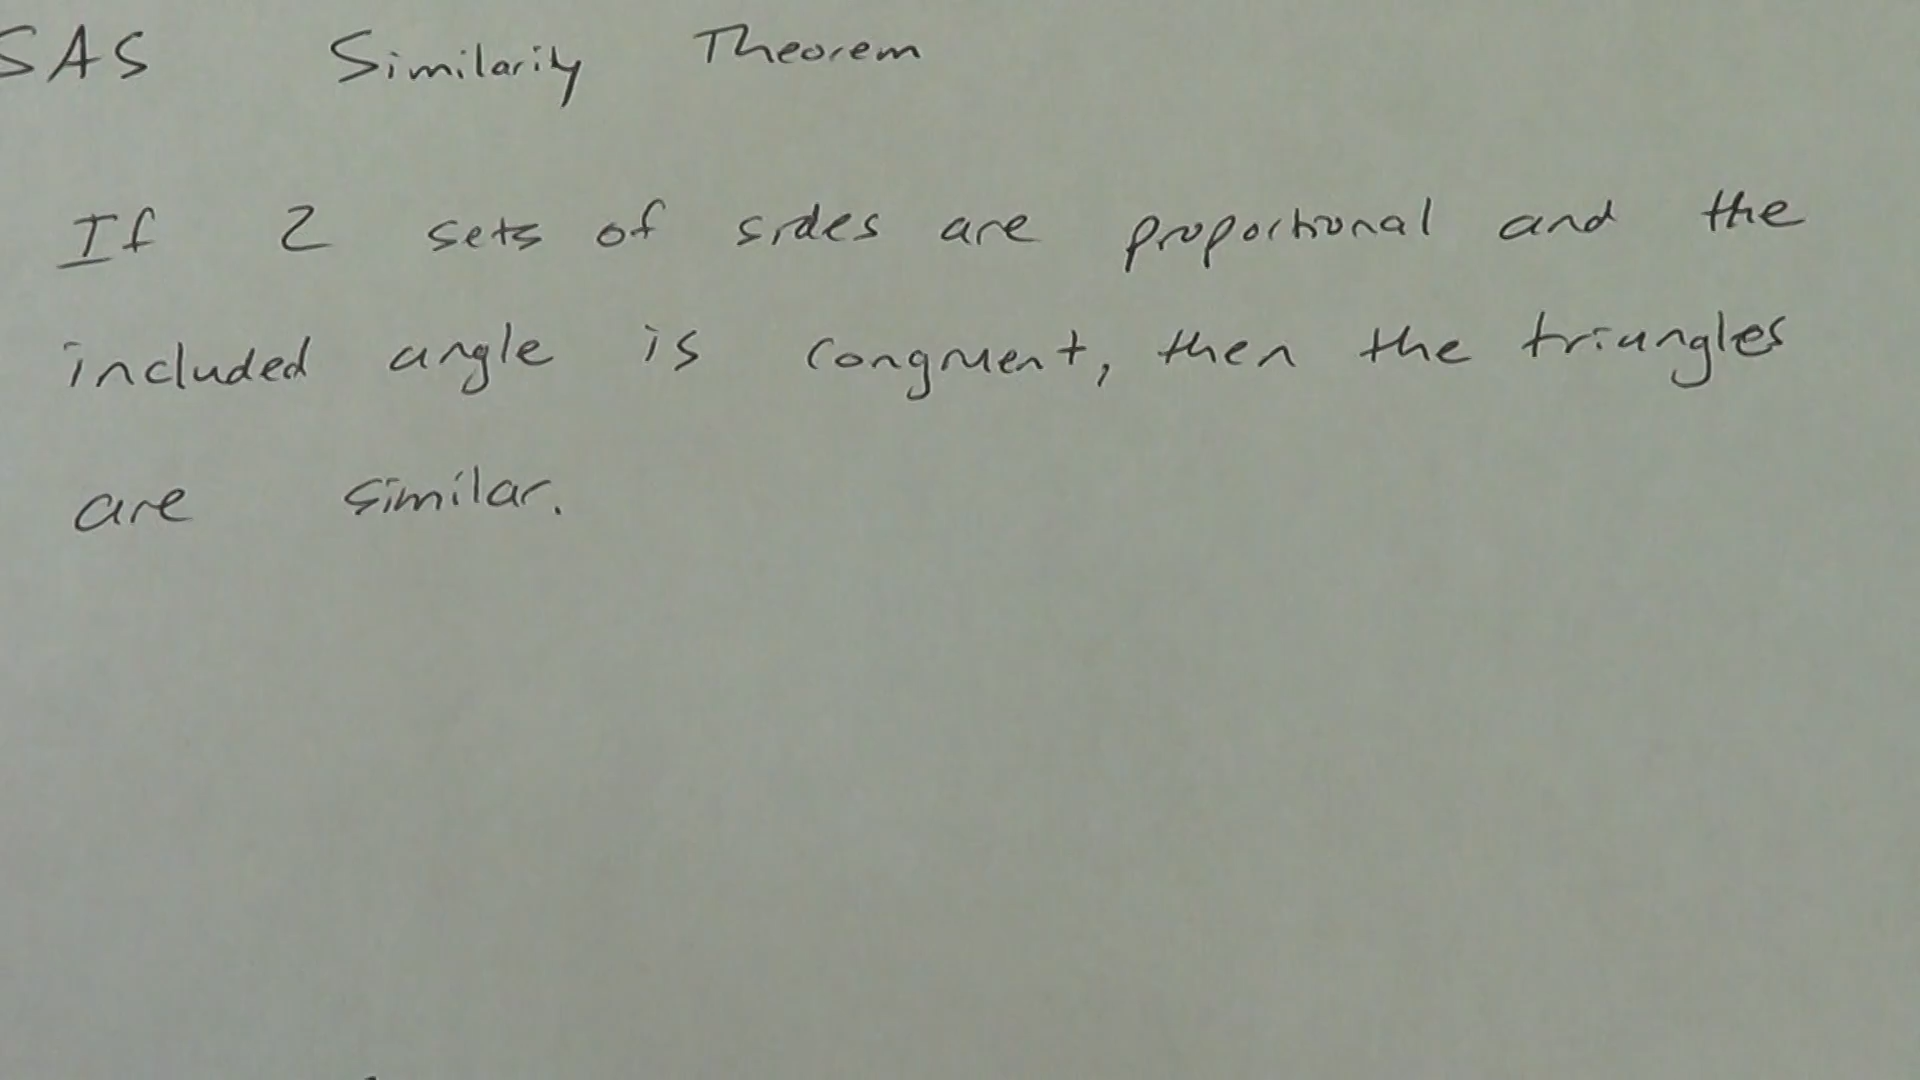 SAS Similarity Theorem
If 2 sets of sides are proportional and the
included angle is congruent, then the triangles
are similar.